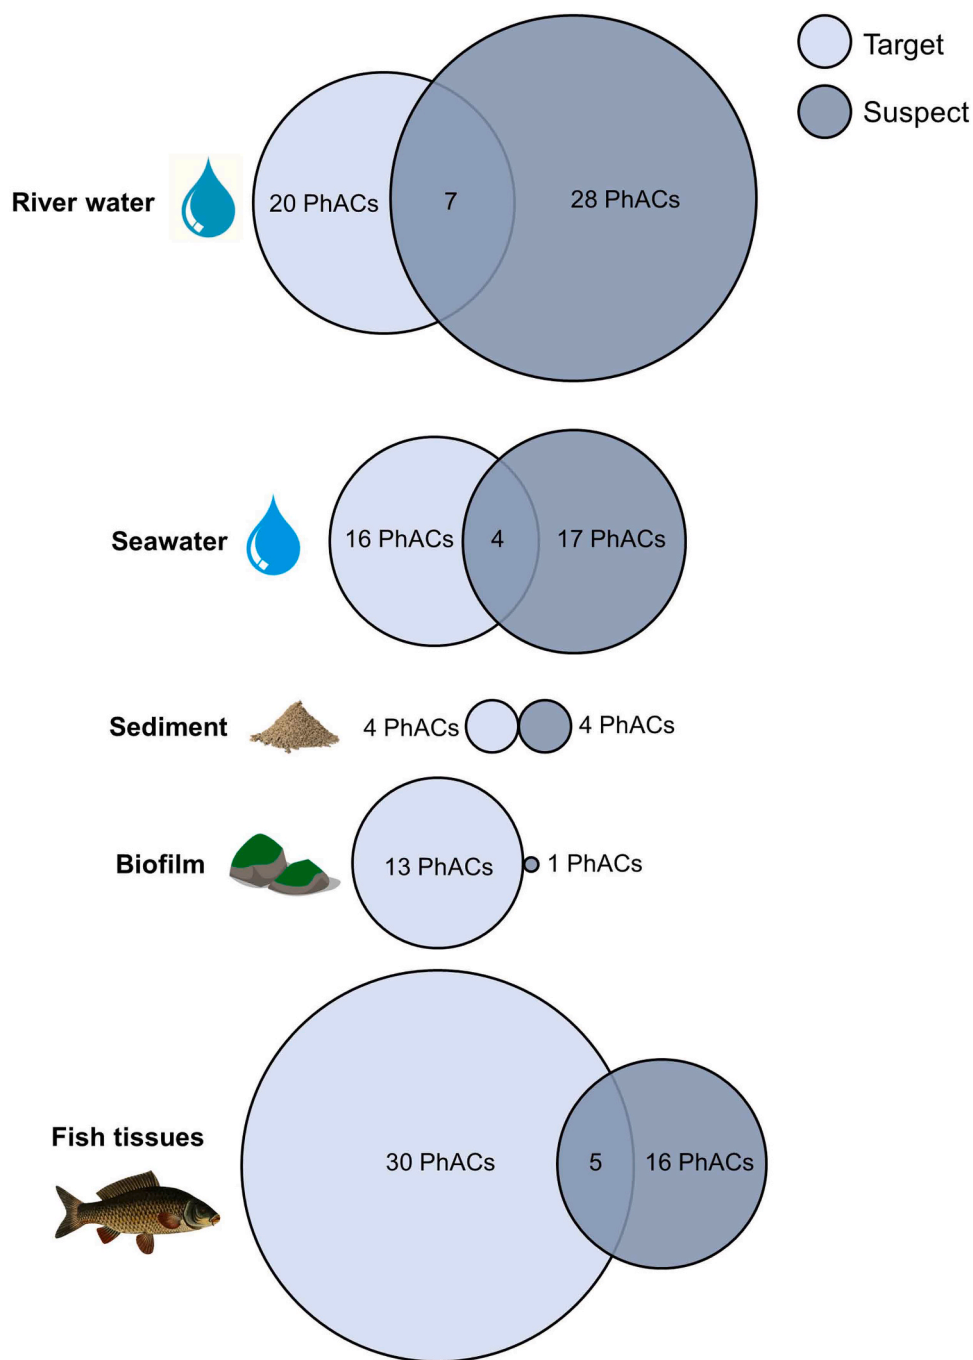 Target
Suspect
River water
20 PhACs
7
28 PhACs
Seawater
16 PhACs
4
17 PhACs
Sediment
4 PhACs
4 PhACs
Biofilm
13 PhACs
1 PhACs
Fish tissues
30 PhACs
5
16 PhACs